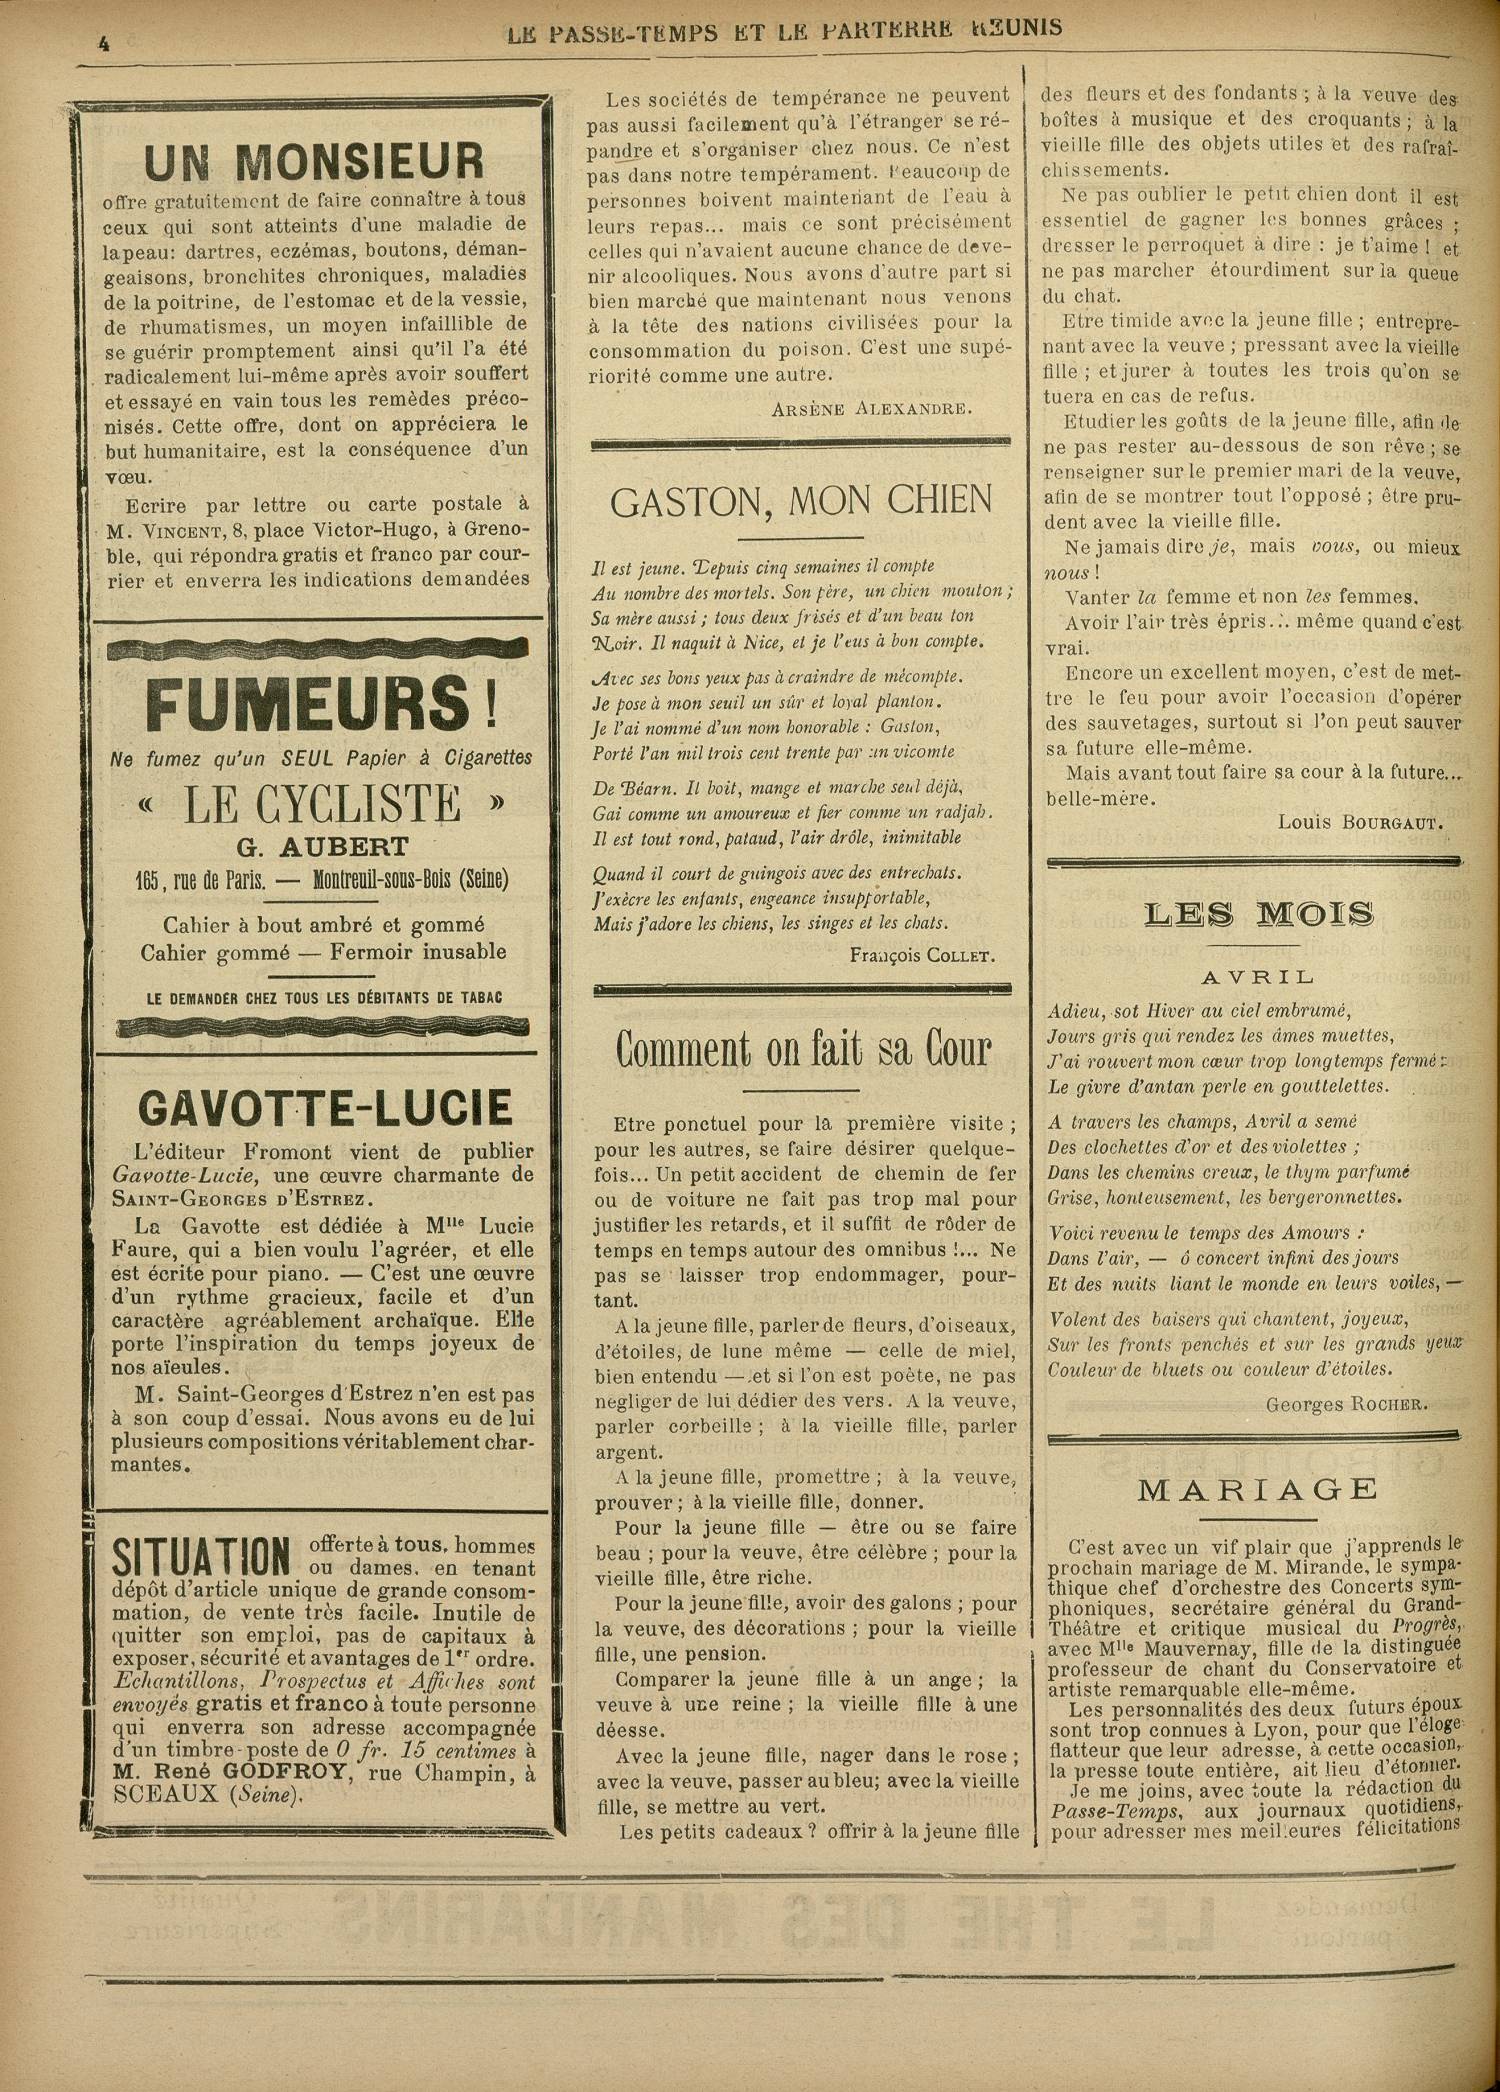 4
LE PASSE-TEMPS ET LE PARTERRE RÉUNIS
UN MONSIEUR
offre gratuitement de faire connaître à tous
ceux qui sont atteints d'une maladie de
lapeau: dartres, eczémas, boutons, déman-
geaisons, bronchites chroniques, maladies
de la poitrine, de l'estomac et de la vessie,
de rhumatismes, un moyen infaillible de
se guérir promptement ainsi qu'il l'a été
radicalement lui-même après avoir souffert
et essayé en vain tous les remèdes préco-
nisés. Cette offre, dont on appréciera le
but humanitaire, est la conséquence d'un
vœu.
Ecrire par lettre ou carte postale à
M. VINCENT, 8, place Victor-Hugo, à Greno-
ble, qui répondra gratis et franco par cour-
rier et enverra les indications demandées
FUMEURS !
Ne fumez qu'un SEUL Papier à Cigarettes
« LE CYCLISTE »
G. AUBERT
165, rue de Paris. — Montreuil-sous-Bois (Seine)
Cahier à bout ambré et gommé
Cahier gommé — Fermoir inusable
LE DEMANDER CHEZ TOUS LES DÉBITANTS DE TABAC
GAVOTTE-LUCIE
L'éditeur Fromont vient de publier
Gavotte-Lucie, une œuvre charmante de
SAINT-GEORGES D'ESTREZ.
La Gavotte est dédiée à Mlle Lucie
Faure, qui a bien voulu l'agréer, et elle
est écrite pour piano. — C'est une œuvre
d'un rythme gracieux, facile et d'un
caractère agréablement archaïque. Elle
porte l'inspiration du temps joyeux de
nos aïeules.
M. Saint-Georges d'Estrez n'en est pas
à son coup d'essai. Nous avons eu de lui
plusieurs compositions véritablement char-
mantes.
SITUATION offerte à tous, hommes
ou dames, en tenant
dépôt d'article unique de grande consom-
mation, de vente très facile. Inutile de
quitter son emploi, pas de capitaux à
exposer, sécurité et avantages de 1er ordre.
Echantillons, Prospectus et Affiches sont
envoyés gratis et franco à toute personne
qui enverra son adresse accompagnée
d'un timbre-poste de 0 fr. 15 centimes à
M. René GODFROY, rue Champin, à
SCEAUX (Seine).
Les sociétés de tempérance ne peuvent
pas aussi facilement qu'à l'étranger se ré-
pandre et s'organiser chez nous. Ce n'est
pas dans notre tempérament. Beaucoup de
personnes boivent maintenant de l'eau à
leurs repas... mais ce sont précisément
celles qui n'avaient aucune chance de deve-
nir alcooliques. Nous avons d'autre part si
bien marché que maintenant nous venons
à la tête des nations civilisées pour la
consommation du poison. C'est une supé-
riorité comme une autre.
ARSÈNE ALEXANDRE.
GASTON, MON CHIEN
Il est jeune. Depuis cinq semaines il compte
Au nombre des mortels. Son père, un chien mouton ;
Sa mère aussi ; tous deux frisés et d'un beau ton
Noir. Il naquit à Nice, et je l'eus à bon compte.
Avec ses bons yeux pas à craindre de mécompte.
Je pose à mon seuil un sûr et loyal planton.
Je l'ai nommé d'un nom honorable : Gaston,
Porté l'an mil trois cent trente par un vicomte
De Béarn. Il boit, mange et marche seul déjà,
Gai comme un amoureux et fier comme un radjah.
Il est tout rond, pataud, l'air drôle, inimitable
Quand il court de guingois avec des entrechats.
J'exècre les enfants, engeance insupportable,
Mais j'adore les chiens, les singes et les chats.
François COLLET.
Comment on fait sa Cour
Etre ponctuel pour la première visite ;
pour les autres, se faire désirer quelque-
fois... Un petit accident de chemin de fer
ou de voiture ne fait pas trop mal pour
justifier les retards, et il suffit de rôder de
temps en temps autour des omnibus !... Ne
pas se laisser trop endommager, pour-
tant.
A la jeune fille, parler de fleurs, d'oiseaux,
d'étoiles, de lune même — celle de miel,
bien entendu — et si l'on est poète, ne pas
négliger de lui dédier des vers. A la veuve,
parler corbeille ; à la vieille fille, parler
argent.
A la jeune fille, promettre ; à la veuve,
prouver ; à la vieille fille, donner.
Pour la jeune fille — être ou se faire
beau ; pour la veuve, être célèbre ; pour la
vieille fille, être riche.
Pour la jeune fille, avoir des galons ; pour
la veuve, des décorations ; pour la vieille
fille, une pension.
Comparer la jeune fille à un ange ; la
veuve à une reine ; la vieille fille à une
déesse.
Avec la jeune fille, nager dans le rose ;
avec la veuve, passer au bleu; avec la vieille
fille, se mettre au vert.
Les petits cadeaux ? offrir à la jeune fille
des fleurs et des fondants ; à la veuve des
boîtes à musique et des croquants ; à la
vieille fille des objets utiles et des rafraî-
chissements.
Ne pas oublier le petit chien dont il est
essentiel de gagner les bonnes grâces ;
dresser le perroquet à dire : je t'aime ! et
ne pas marcher étourdiment sur la queue
du chat.
Etre timide avec la jeune fille ; entrepre-
nant avec la veuve ; pressant avec la vieille
fille ; et jurer à toutes les trois qu'on se
tuera en cas de refus.
Etudier les goûts de la jeune fille, afin de
ne pas rester au-dessous de son rêve ; se
renseigner sur le premier mari de la veuve,
afin de se montrer tout l'opposé ; être pru-
dent avec la vieille fille.
Ne jamais dire je, mais vous, ou mieux
nous !
Vanter la femme et non les femmes.
Avoir l'air très épris... même quand c'est
vrai.
Encore un excellent moyen, c'est de met-
tre le feu pour avoir l'occasion d'opérer
des sauvetages, surtout si l'on peut sauver
sa future elle-même.
Mais avant tout faire sa cour à la future...
belle-mère.
Louis BOURGAUT.
LES MOIS
AVRIL
Adieu, sot Hiver au ciel embrumé,
Jours gris qui rendez les âmes muettes,
J'ai rouvert mon cœur trop longtemps fermé :
Le givre d'antan perle en gouttelettes.
A travers les champs, Avril a semé
Des clochettes d'or et des violettes ;
Dans les chemins creux, le thym parfumé
Grise, honteusement, les bergeronnettes.
Voici revenu le temps des Amours :
Dans l'air, — ô concert infini des jours
Et des nuits liant le monde en leurs voiles, —
Volent des baisers qui chantent, joyeux,
Sur les fronts penchés et sur les grands yeux
Couleur de bluets ou couleur d'étoiles.
Georges ROCHER.
MARIAGE
C'est avec un vif plair que j'apprends le
prochain mariage de M. Mirande, le sympa-
thique chef d'orchestre des Concerts sym-
phoniques, secrétaire général du Grand-
Théâtre et critique musical du Progrès,
avec Mlle Mauvernay, fille de la distinguée
professeur de chant du Conservatoire et
artiste remarquable elle-même.
Les personnalités des deux futurs époux
sont trop connues à Lyon, pour que l'éloge
flatteur que leur adresse, à cette occasion,
la presse toute entière, ait lieu d'étonner.
Je me joins, avec toute la rédaction du
Passe-Temps, aux journaux quotidiens,
pour adresser mes meilleures félicitations